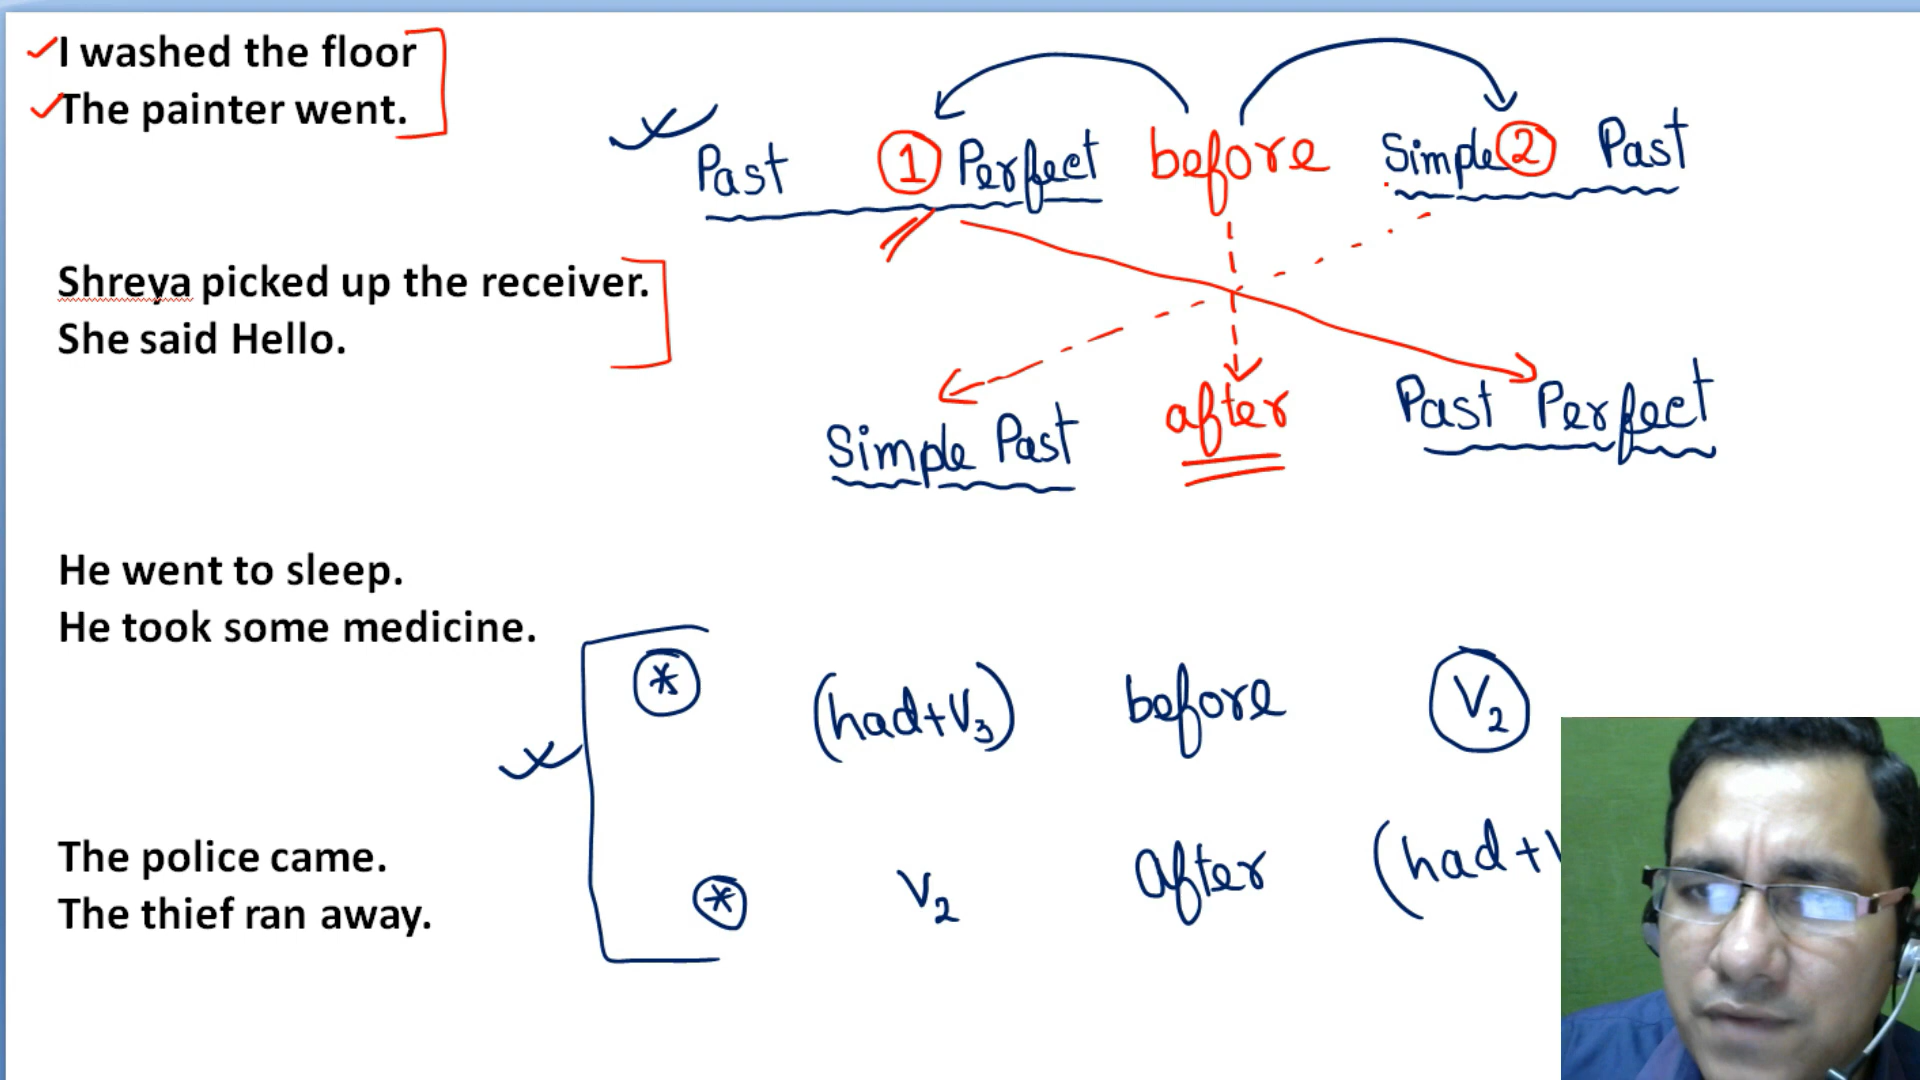 I washed the floor
The painter went.
Past ① Perfect before Simple ② Past
Shreya picked up the receiver.
She said Hello.
Simple Past after Past Perfect
He went to sleep.
He took some medicine.
* (had+V3) before V2
The police came.
The thief ran away.
* V2 After (had+